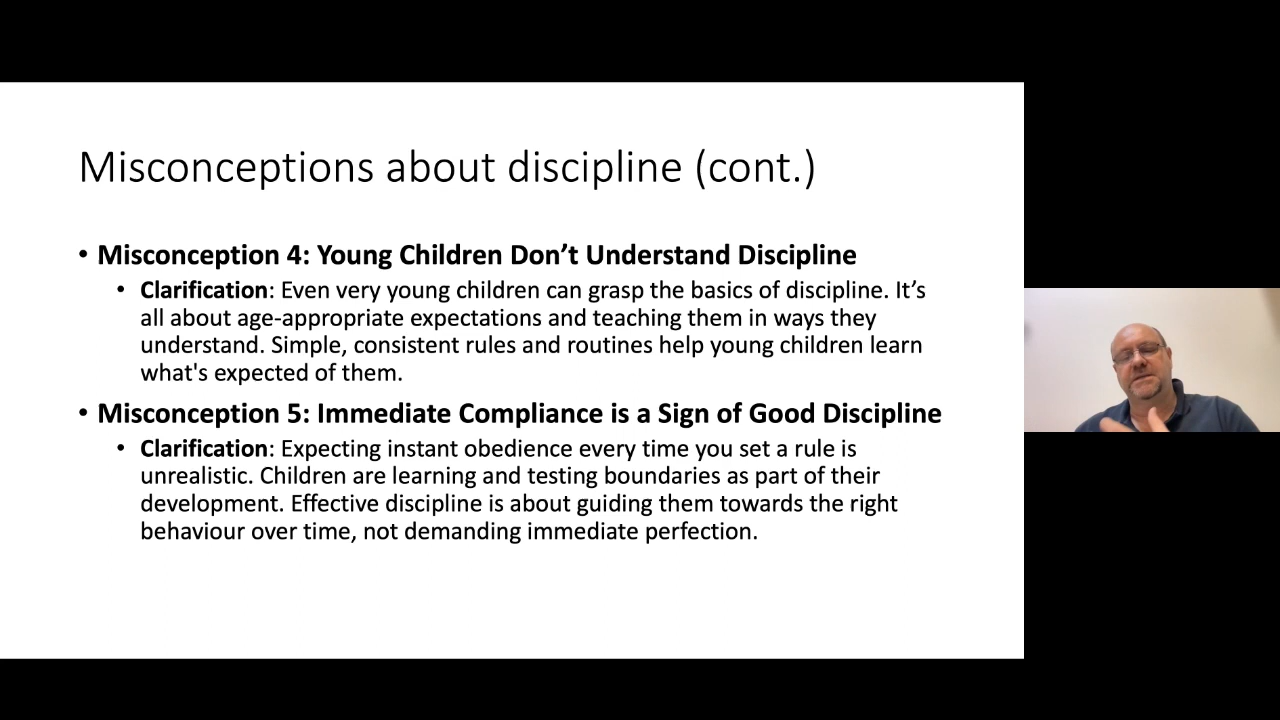 Misconceptions about discipline (cont.)
• Misconception 4: Young Children Don’t Understand Discipline
• Clarification: Even very young children can grasp the basics of discipline. It’s
all about age-appropriate expectations and teaching them in ways they
understand. Simple, consistent rules and routines help young children learn
what's expected of them.
• Misconception 5: Immediate Compliance is a Sign of Good Discipline
• Clarification: Expecting instant obedience every time you set a rule is
unrealistic. Children are learning and testing boundaries as part of their
development. Effective discipline is about guiding them towards the right
behaviour over time, not demanding immediate perfection.